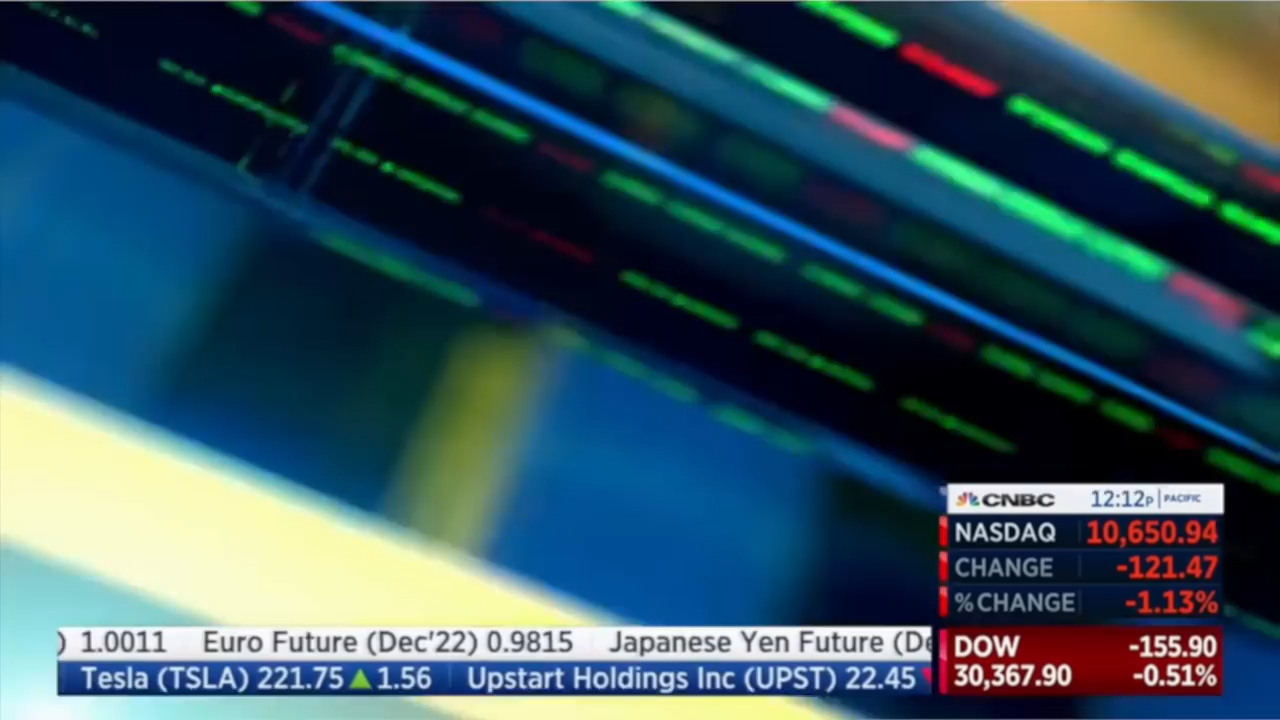 CNBC 12:12P PACIFIC
NASDAQ 10,650.94
CHANGE -121.47
% CHANGE -1.13%
DOW -155.90
30,367.90 -0.51%
) 1.0011 Euro Future (Dec'22) 0.9815 Japanese Yen Future (De
Tesla (TSLA) 221.75 ▲ 1.56 Upstart Holdings Inc (UPST) 22.45